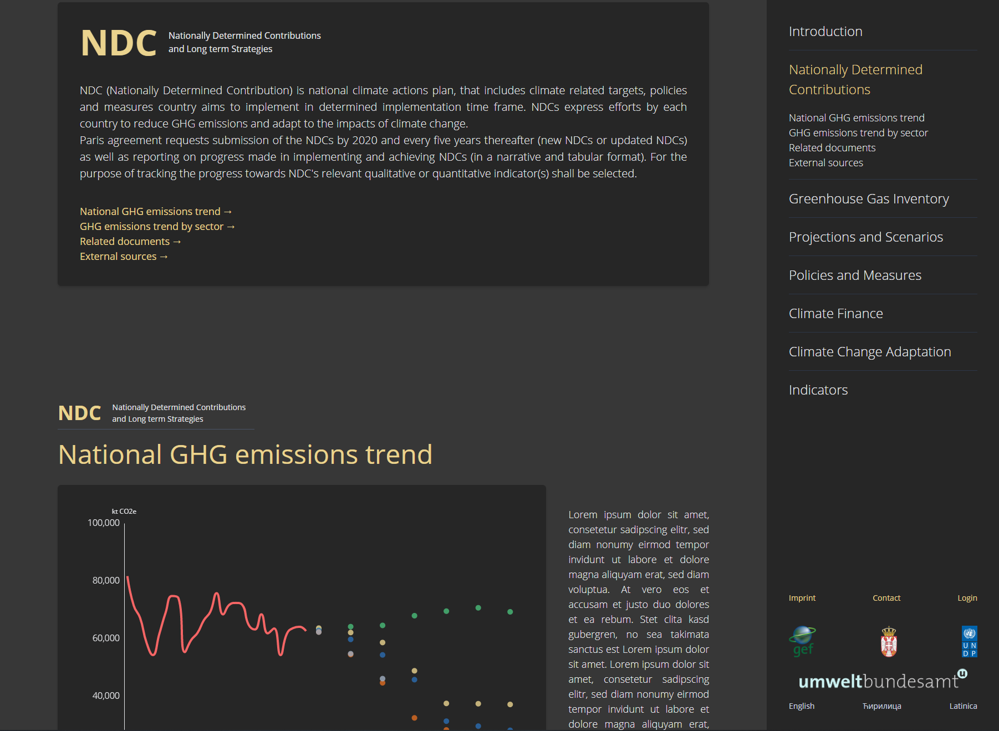 NDC
Nationally Determined Contributions
and Long term Strategies
NDC (Nationally Determined Contribution) is national climate actions plan, that includes climate related targets, policies
and measures country aims to implement in determined implementation time frame. NDCs express efforts by each
country to reduce GHG emissions and adapt to the impacts of climate change.
Paris agreement requests submission of the NDCs by 2020 and every five years thereafter (new NDCs or updated NDCs)
as well as reporting on progress made in implementing and achieving NDCs (in a narrative and tabular format). For the
purpose of tracking the progress towards NDC's relevant qualitative or quantitative indicator(s) shall be selected.
National GHG emissions trend →
GHG emissions trend by sector →
Related documents →
External sources →
NDC
Nationally Determined Contributions
and Long term Strategies
National GHG emissions trend
kt CO2e
100,000
80,000
60,000
40,000
Lorem ipsum dolor sit amet,
consetetur sadipscing elitr, sed
diam nonumy eirmod tempor
invidunt ut labore et dolore
magna aliquyam erat, sed diam
voluptua. At vero eos et
accusam et justo duo dolores
et ea rebum. Stet clita kasd
gubergren, no sea takimata
sanctus est Lorem ipsum dolor
sit amet. Lorem ipsum dolor sit
amet, consetetur sadipscing
elitr, sed diam nonumy eirmod
tempor invidunt ut labore et
dolore magna aliquyam erat,
Introduction
Nationally Determined
Contributions
National GHG emissions trend
GHG emissions trend by sector
Related documents
External sources
Greenhouse Gas Inventory
Projections and Scenarios
Policies and Measures
Climate Finance
Climate Change Adaptation
Indicators
Imprint
Contact
Login
gef
U N
D P
umweltbundesamt u
English
Ћирилица
Latinica